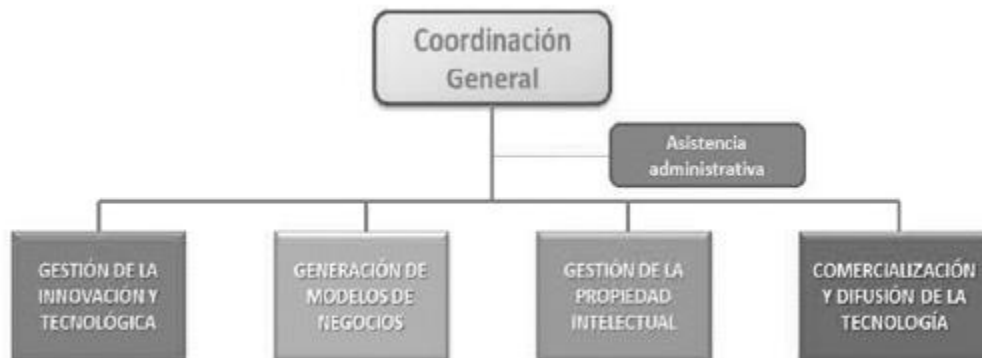 Coordinación
General
Asistencia
administrativa
GESTIÓN DE LA
INNOVACIÓN Y
TECNOLÓGICA
GENERACIÓN DE
MODELOS DE
NEGOCIOS
GESTIÓN DE LA
PROPIEDAD
INTELECTUAL
COMERCIALIZACIÓN
Y DIFUSIÓN DE LA
TECNOLOGÍA